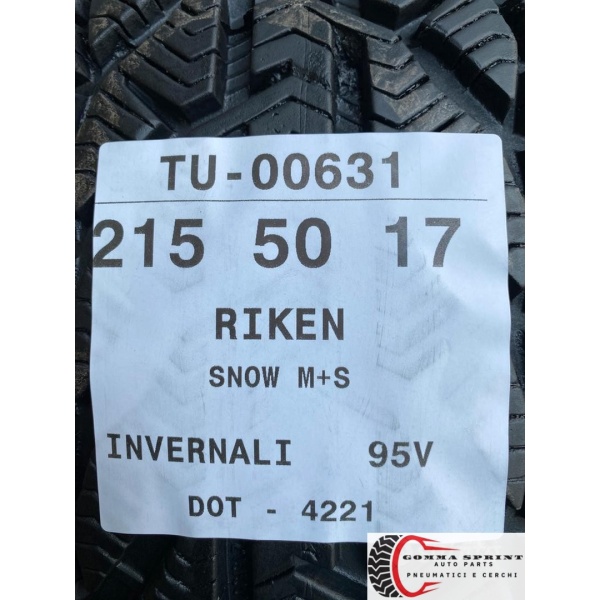 TU-00631
215 50 17
RIKEN
SNOW M+S
INVERNALI 95V
DOT - 4221
GOMMA SPRINT
AUTO PARTS
PNEUMATICI E CERCHI